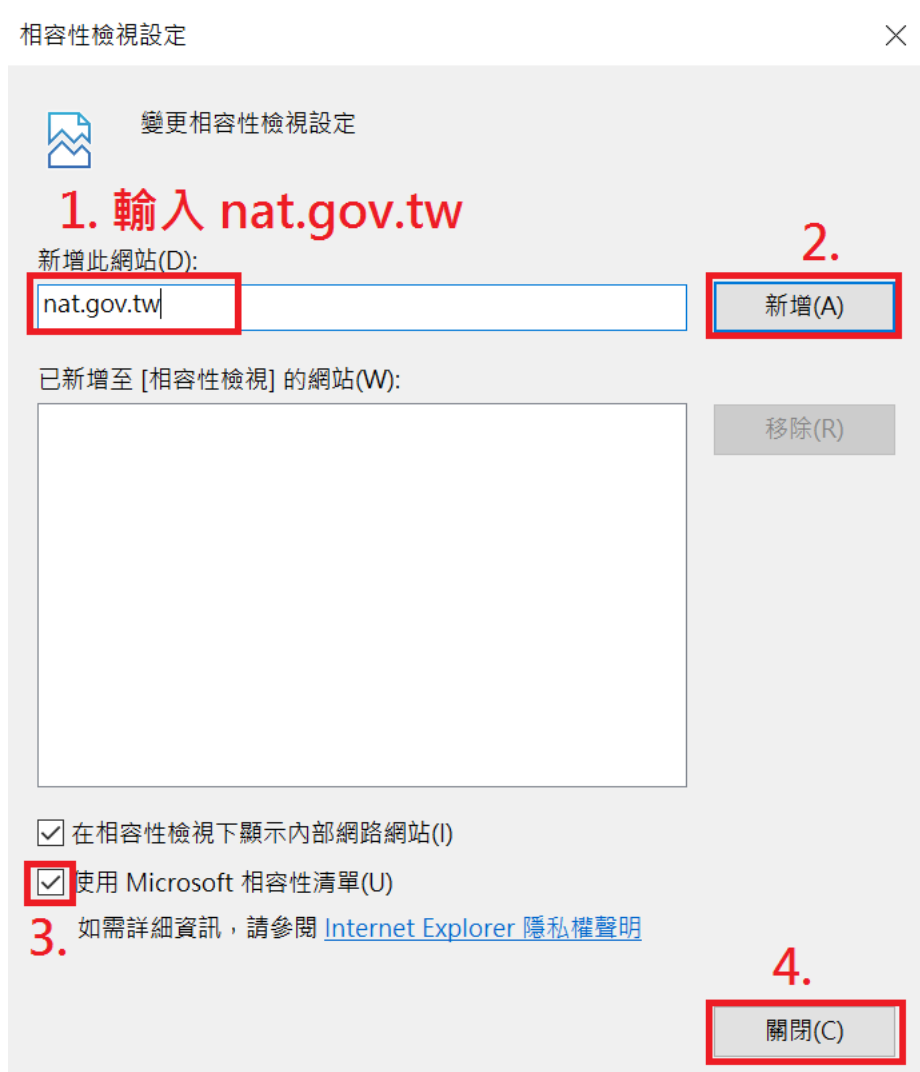 相容性檢視設定
變更相容性檢視設定
1. 輸入 nat.gov.tw
2.
新增此網站(D):
nat.gov.tw
新增(A)
已新增至 [相容性檢視] 的網站(W):
移除(R)
在相容性檢視下顯示內部網路網站(I)
使用 Microsoft 相容性清單(U)
3.
如需詳細資訊，請參閱 Internet Explorer 隱私權聲明
4.
關閉(C)